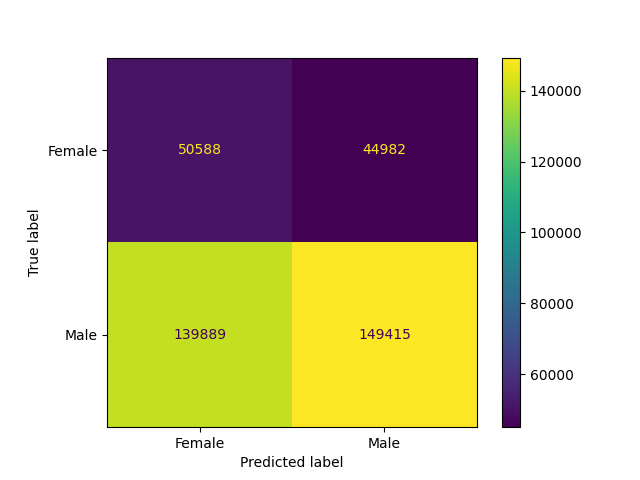 Female
50588
44982
Male
139889
149415
Female
Male
Predicted label
True label
140000
120000
100000
80000
60000